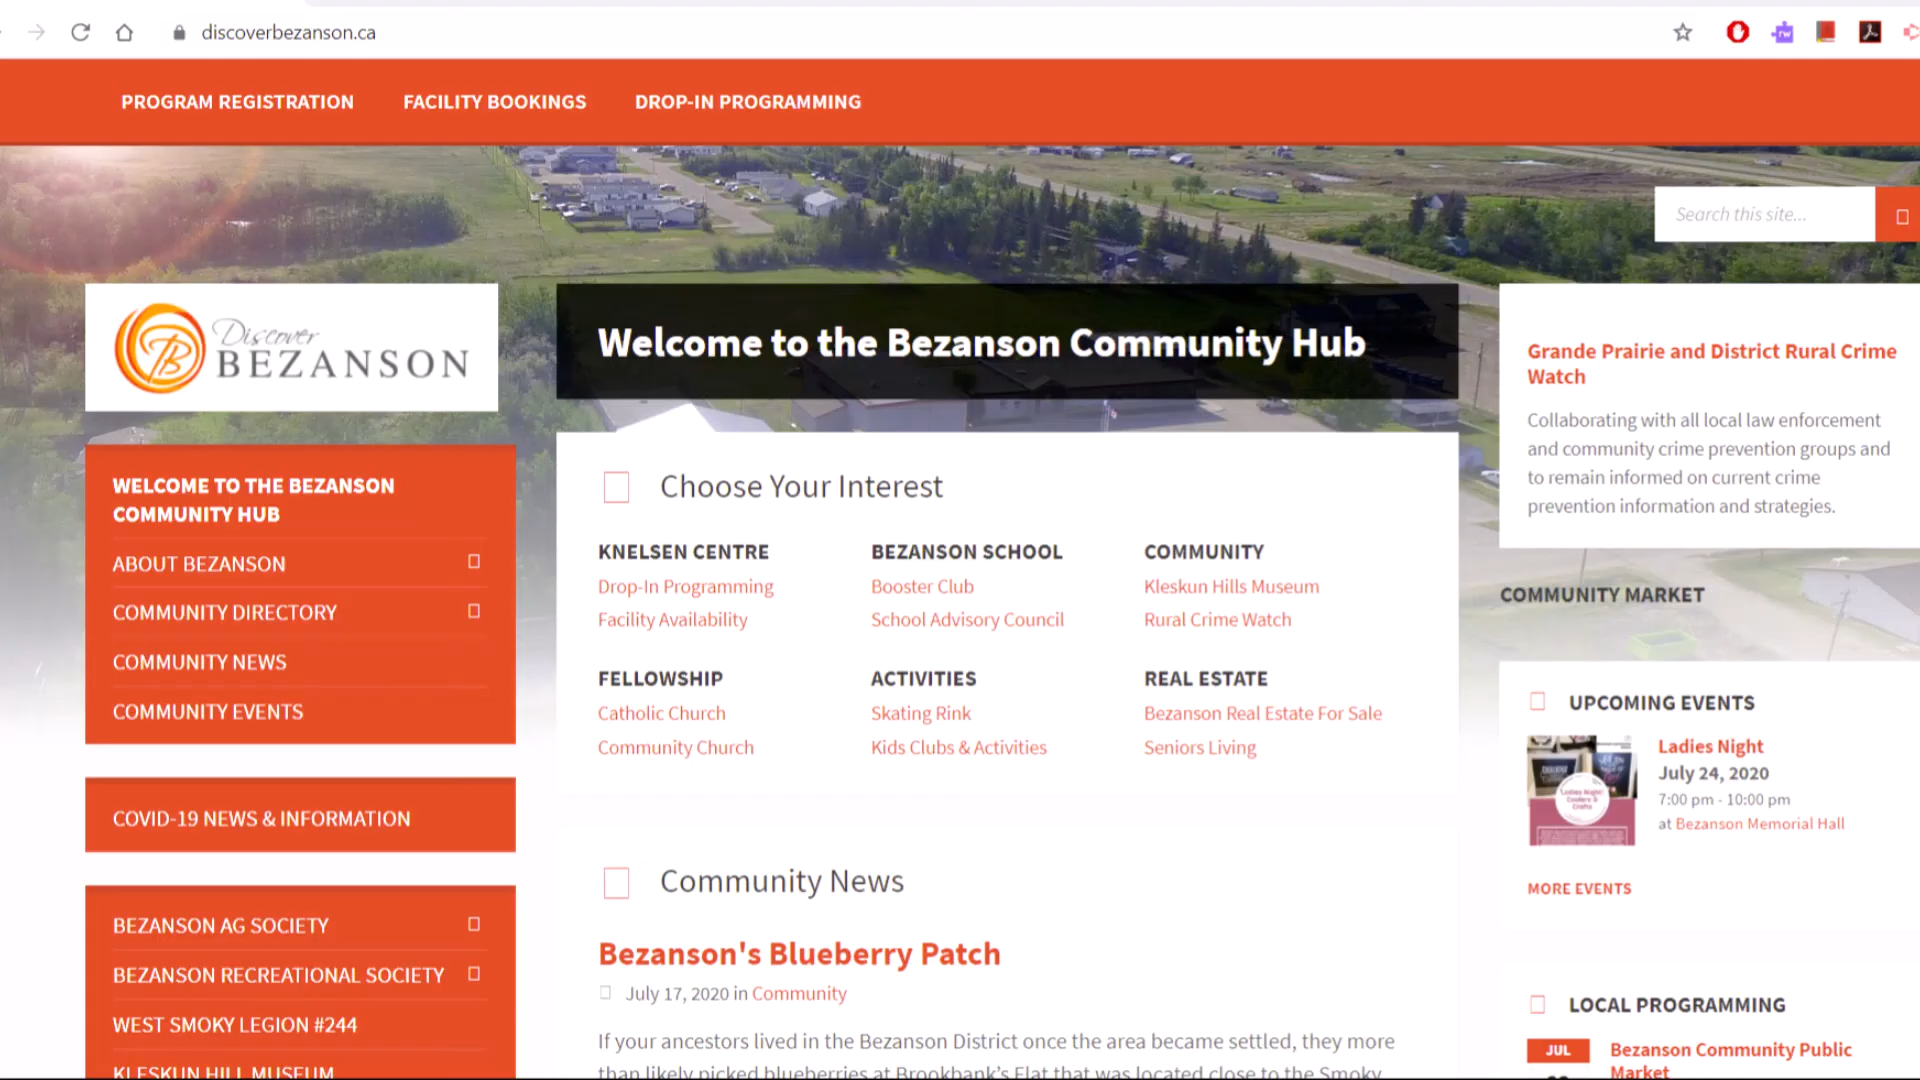 discoverbezanson.ca
PROGRAM REGISTRATION
FACILITY BOOKINGS
DROP-IN PROGRAMMING
Search this site...
Discover
BEZANSON
WELCOME TO THE BEZANSON
COMMUNITY HUB
ABOUT BEZANSON
COMMUNITY DIRECTORY
COMMUNITY NEWS
COMMUNITY EVENTS
COVID-19 NEWS & INFORMATION
BEZANSON AG SOCIETY
BEZANSON RECREATIONAL SOCIETY
WEST SMOKY LEGION #244
KLESKUN HILL MUSEUM
Welcome to the Bezanson Community Hub
Choose Your Interest
KNELSEN CENTRE
Drop-In Programming
Facility Availability
BEZANSON SCHOOL
Booster Club
School Advisory Council
COMMUNITY
Kleskun Hills Museum
Rural Crime Watch
FELLOWSHIP
Catholic Church
Community Church
ACTIVITIES
Skating Rink
Kids Clubs & Activities
REAL ESTATE
Bezanson Real Estate For Sale
Seniors Living
Community News
Bezanson's Blueberry Patch
July 17, 2020 in Community
If your ancestors lived in the Bezanson District once the area became settled, they more
than likely picked blueberries at Brookbank's Flat that was located close to the Smoky
Grande Prairie and District Rural Crime
Watch
Collaborating with all local law enforcement
and community crime prevention groups and
to remain informed on current crime
prevention information and strategies.
COMMUNITY MARKET
UPCOMING EVENTS
Ladies Night
July 24, 2020
7:00 pm - 10:00 pm
at Bezanson Memorial Hall
Ladies Night:
Coolers &
Crafts
MORE EVENTS
LOCAL PROGRAMMING
JUL
Bezanson Community Public
Market